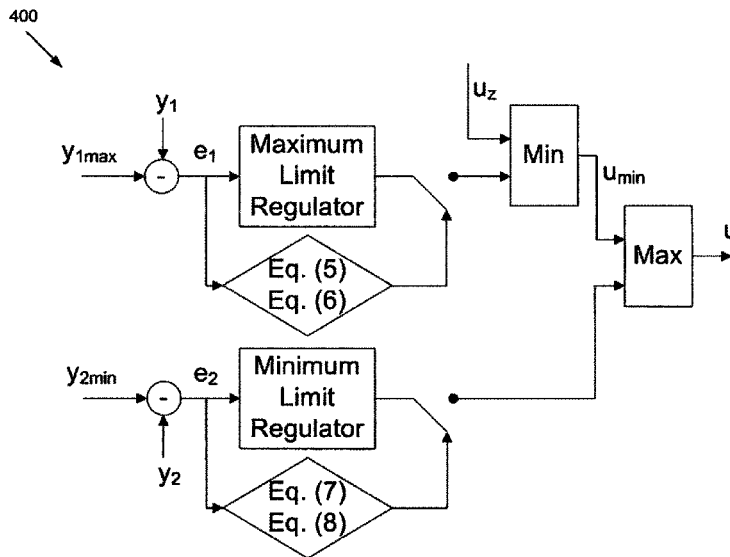 400
y1
uz
y1max
-
e1
Maximum
Limit
Regulator
Min
umin
Max
u
Eq. (5)
Eq. (6)
y2min
-
e2
Minimum
Limit
Regulator
y2
Eq. (7)
Eq. (8)